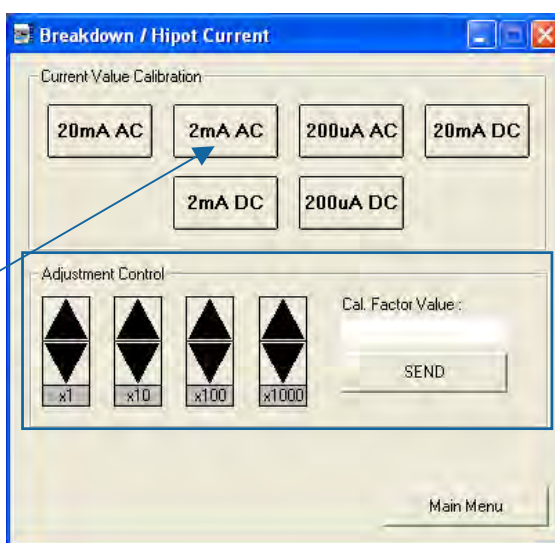 Breakdown / Hipot Current
Current Value Calibration
20mA AC 2mA AC 200uA AC 20mA DC
2mA DC 200uA DC
Adjustment Control
Cal. Factor Value :
SEND
x1 x10 x100 x1000
Main Menu